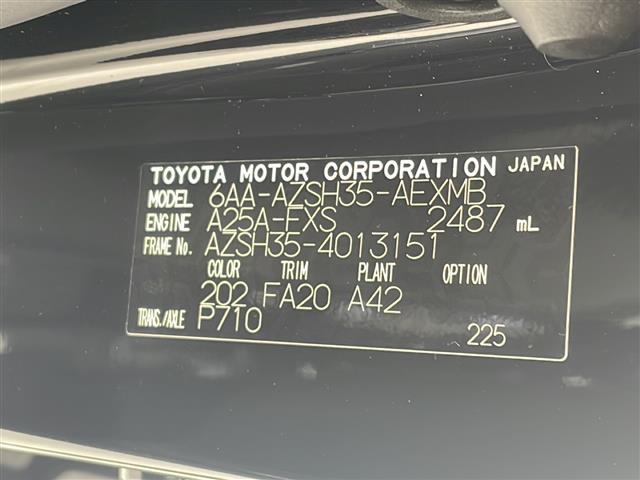 TOYOTA MOTOR CORPORATION JAPAN
MODEL 6AA-AZSH35-AEXMB
ENGINE A25A-FXS 2487 mL
FRAME No. AZSH35-4013151
COLOR TRIM PLANT OPTION
202 FA20 A42
TRANS./AXLE P710
225